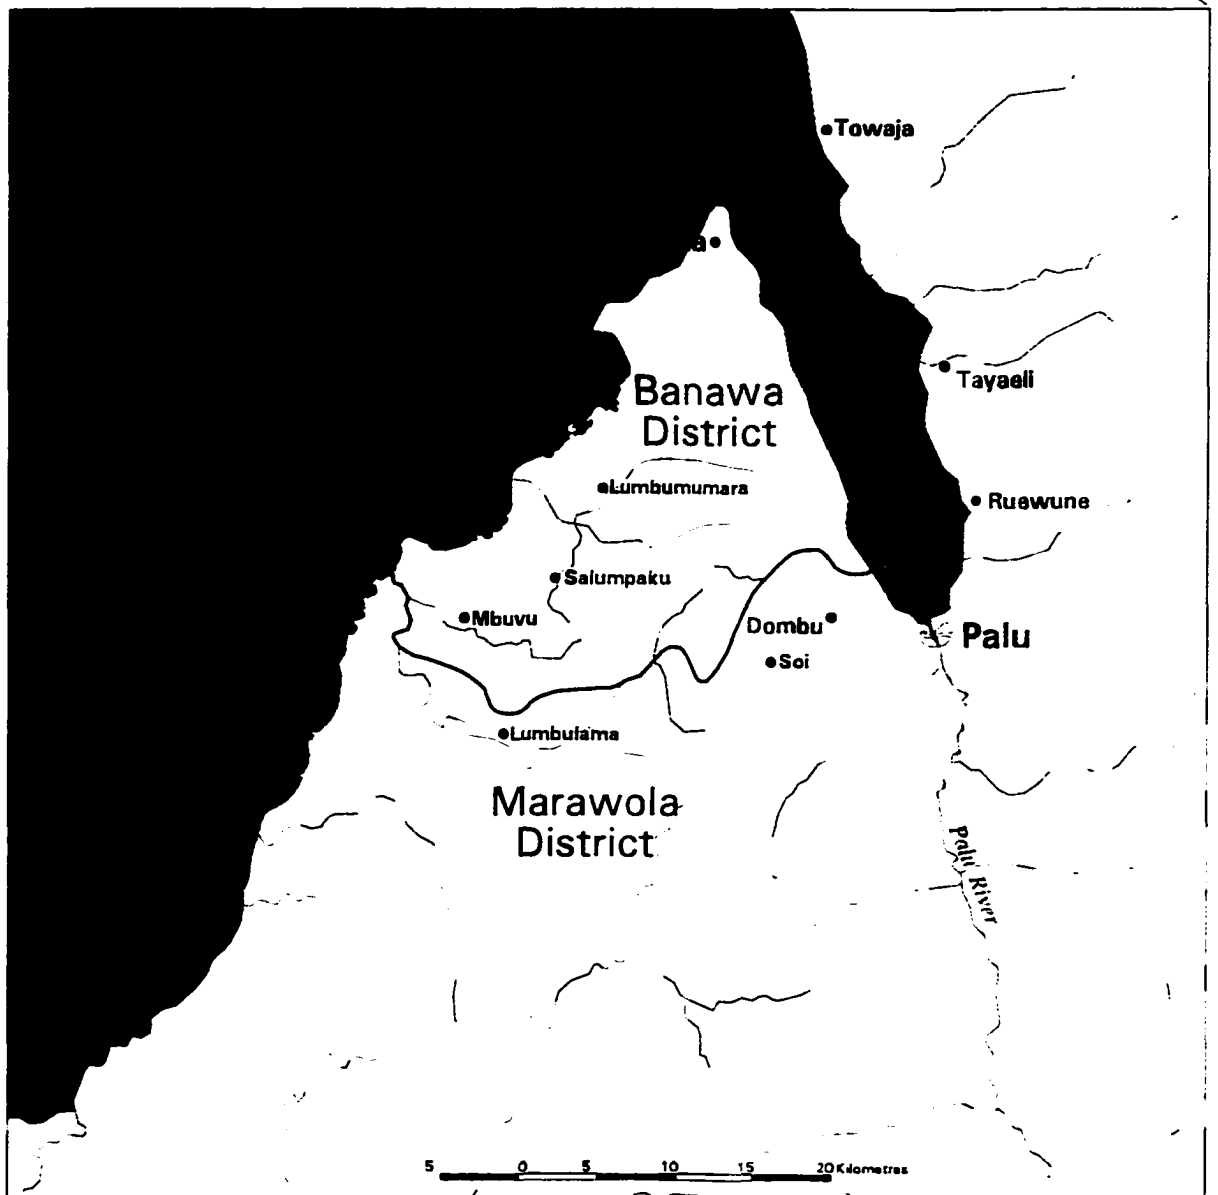 Towaja
Tayaeli
Banawa
District
Lumbumumara
Ruewune
Salumpaku
Mbuvu
Dombu
Palu
Soi
Lumbulama
Marawola
District
Palu River
5 0 5 10 15 20 Kilometres